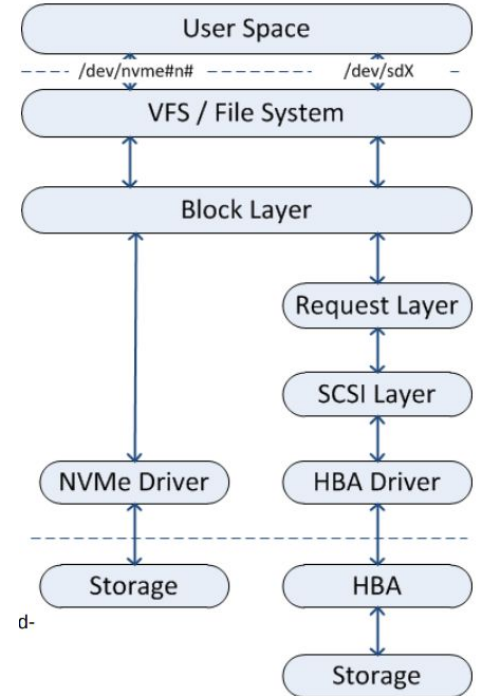 User Space
/dev/nvme#n# /dev/sdX
VFS / File System
Block Layer
Request Layer
SCSI Layer
NVMe Driver HBA Driver
Storage HBA
d-
Storage